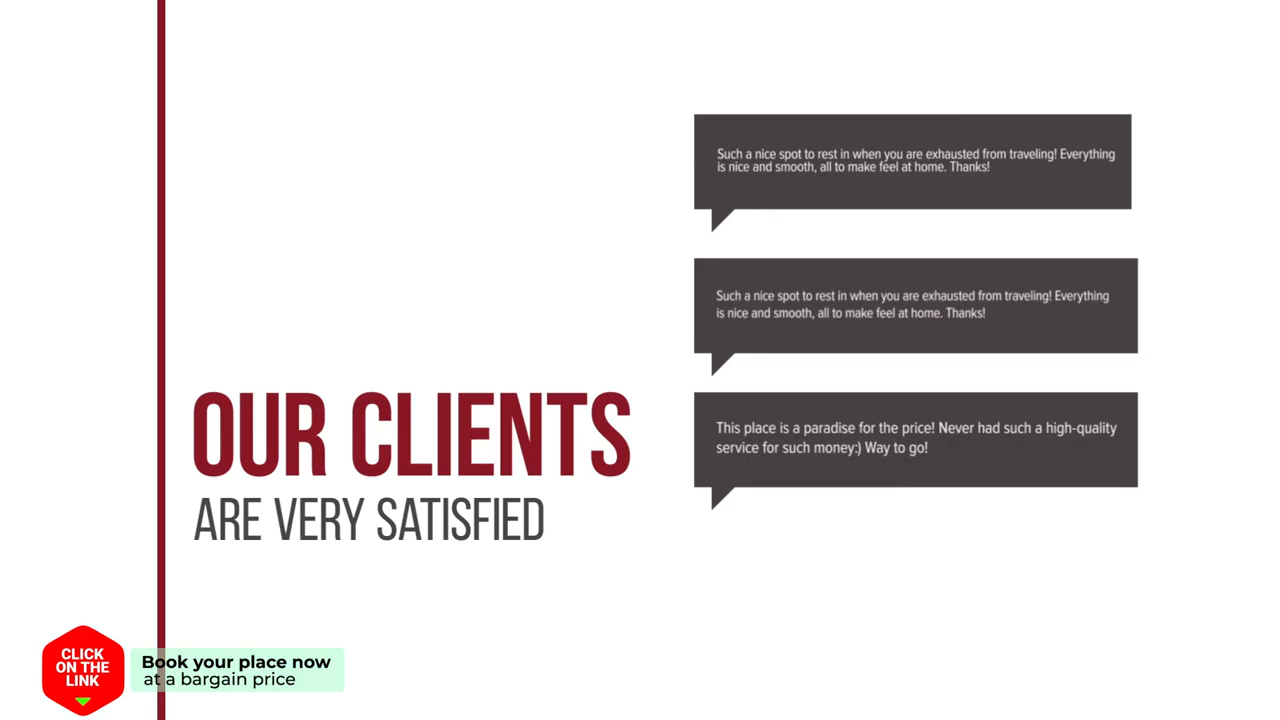 Such a nice spot to rest in when you are exhausted from traveling! Everything
is nice and smooth, all to make feel at home. Thanks!
Such a nice spot to rest in when you are exhausted from traveling! Everything
is nice and smooth, all to make feel at home. Thanks!
This place is a paradise for the price! Never had such a high-quality
service for such money:) Way to go!
OUR CLIENTS
ARE VERY SATISFIED
CLICK
ON THE
LINK
Book your place now
at a bargain price